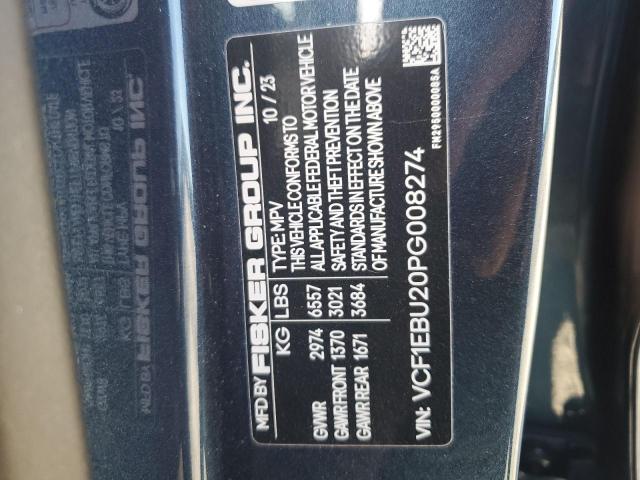 MFD BY FISKER GROUP INC.
10 / 23
KG LBS TYPE: MPV
GVWR 2974 6557
GAWR FRONT 1370 3021
GAWR REAR 1671 3684
THIS VEHICLE CONFORMS TO
ALL APPLICABLE FEDERAL MOTOR VEHICLE
SAFETY AND THEFT PREVENTION
STANDARDS IN EFFECT ON THE DATE
OF MANUFACTURE SHOWN ABOVE
VIN: VCF1EBU20PG008274
FM29500000085A